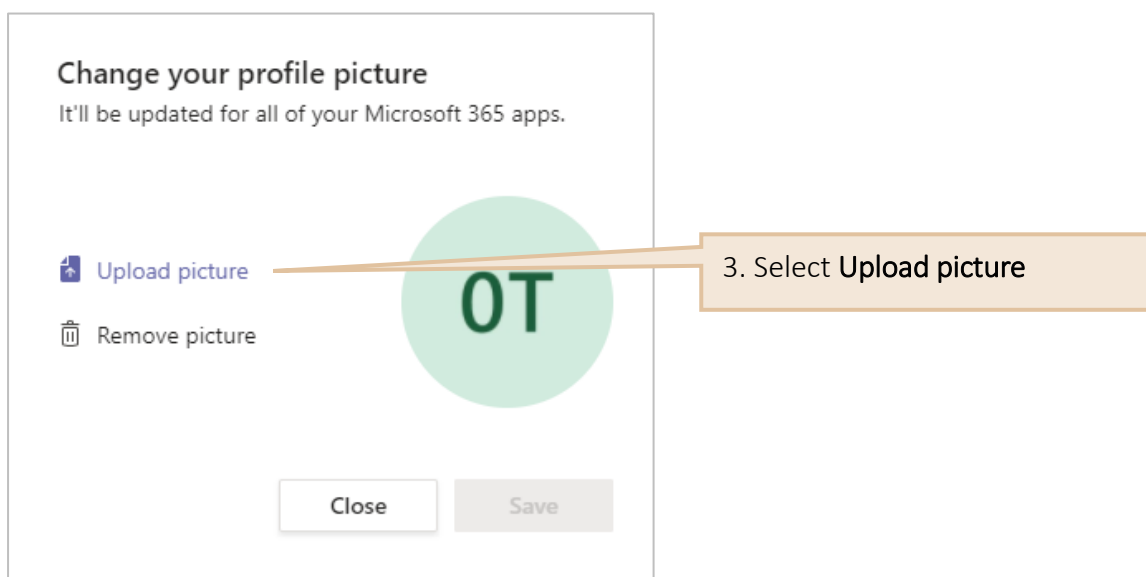 Change your profile picture
It'll be updated for all of your Microsoft 365 apps.
Upload picture
0T
3. Select Upload picture
Remove picture
Close
Save